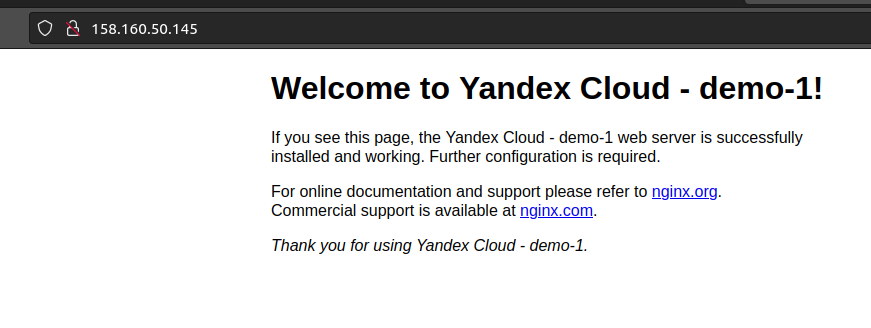 158.160.50.145
Welcome to Yandex Cloud - demo-1!
If you see this page, the Yandex Cloud - demo-1 web server is successfully
installed and working. Further configuration is required.
For online documentation and support please refer to nginx.org.
Commercial support is available at nginx.com.
Thank you for using Yandex Cloud - demo-1.